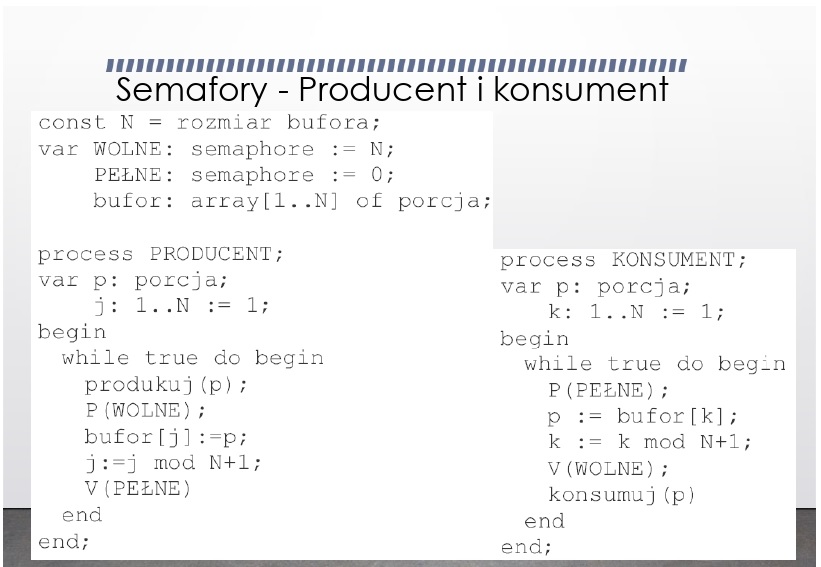 Semafory - Producent i konsument
const N = rozmiar bufora;
var WOLNE: semaphore := N;
PEŁNE: semaphore := 0;
bufor: array[1..N] of porcja;
process PRODUCENT;
var p: porcja;
j: 1..N := 1;
begin
while true do begin
produkuj(p);
P(WOLNE);
bufor[j]:=p;
j:=j mod N+1;
V(PEŁNE)
end
end;
process KONSUMENT;
var p: porcja;
k: 1..N := 1;
begin
while true do begin
P(PEŁNE);
p := bufor[k];
k := k mod N+1;
V(WOLNE);
konsumuj(p)
end
end;